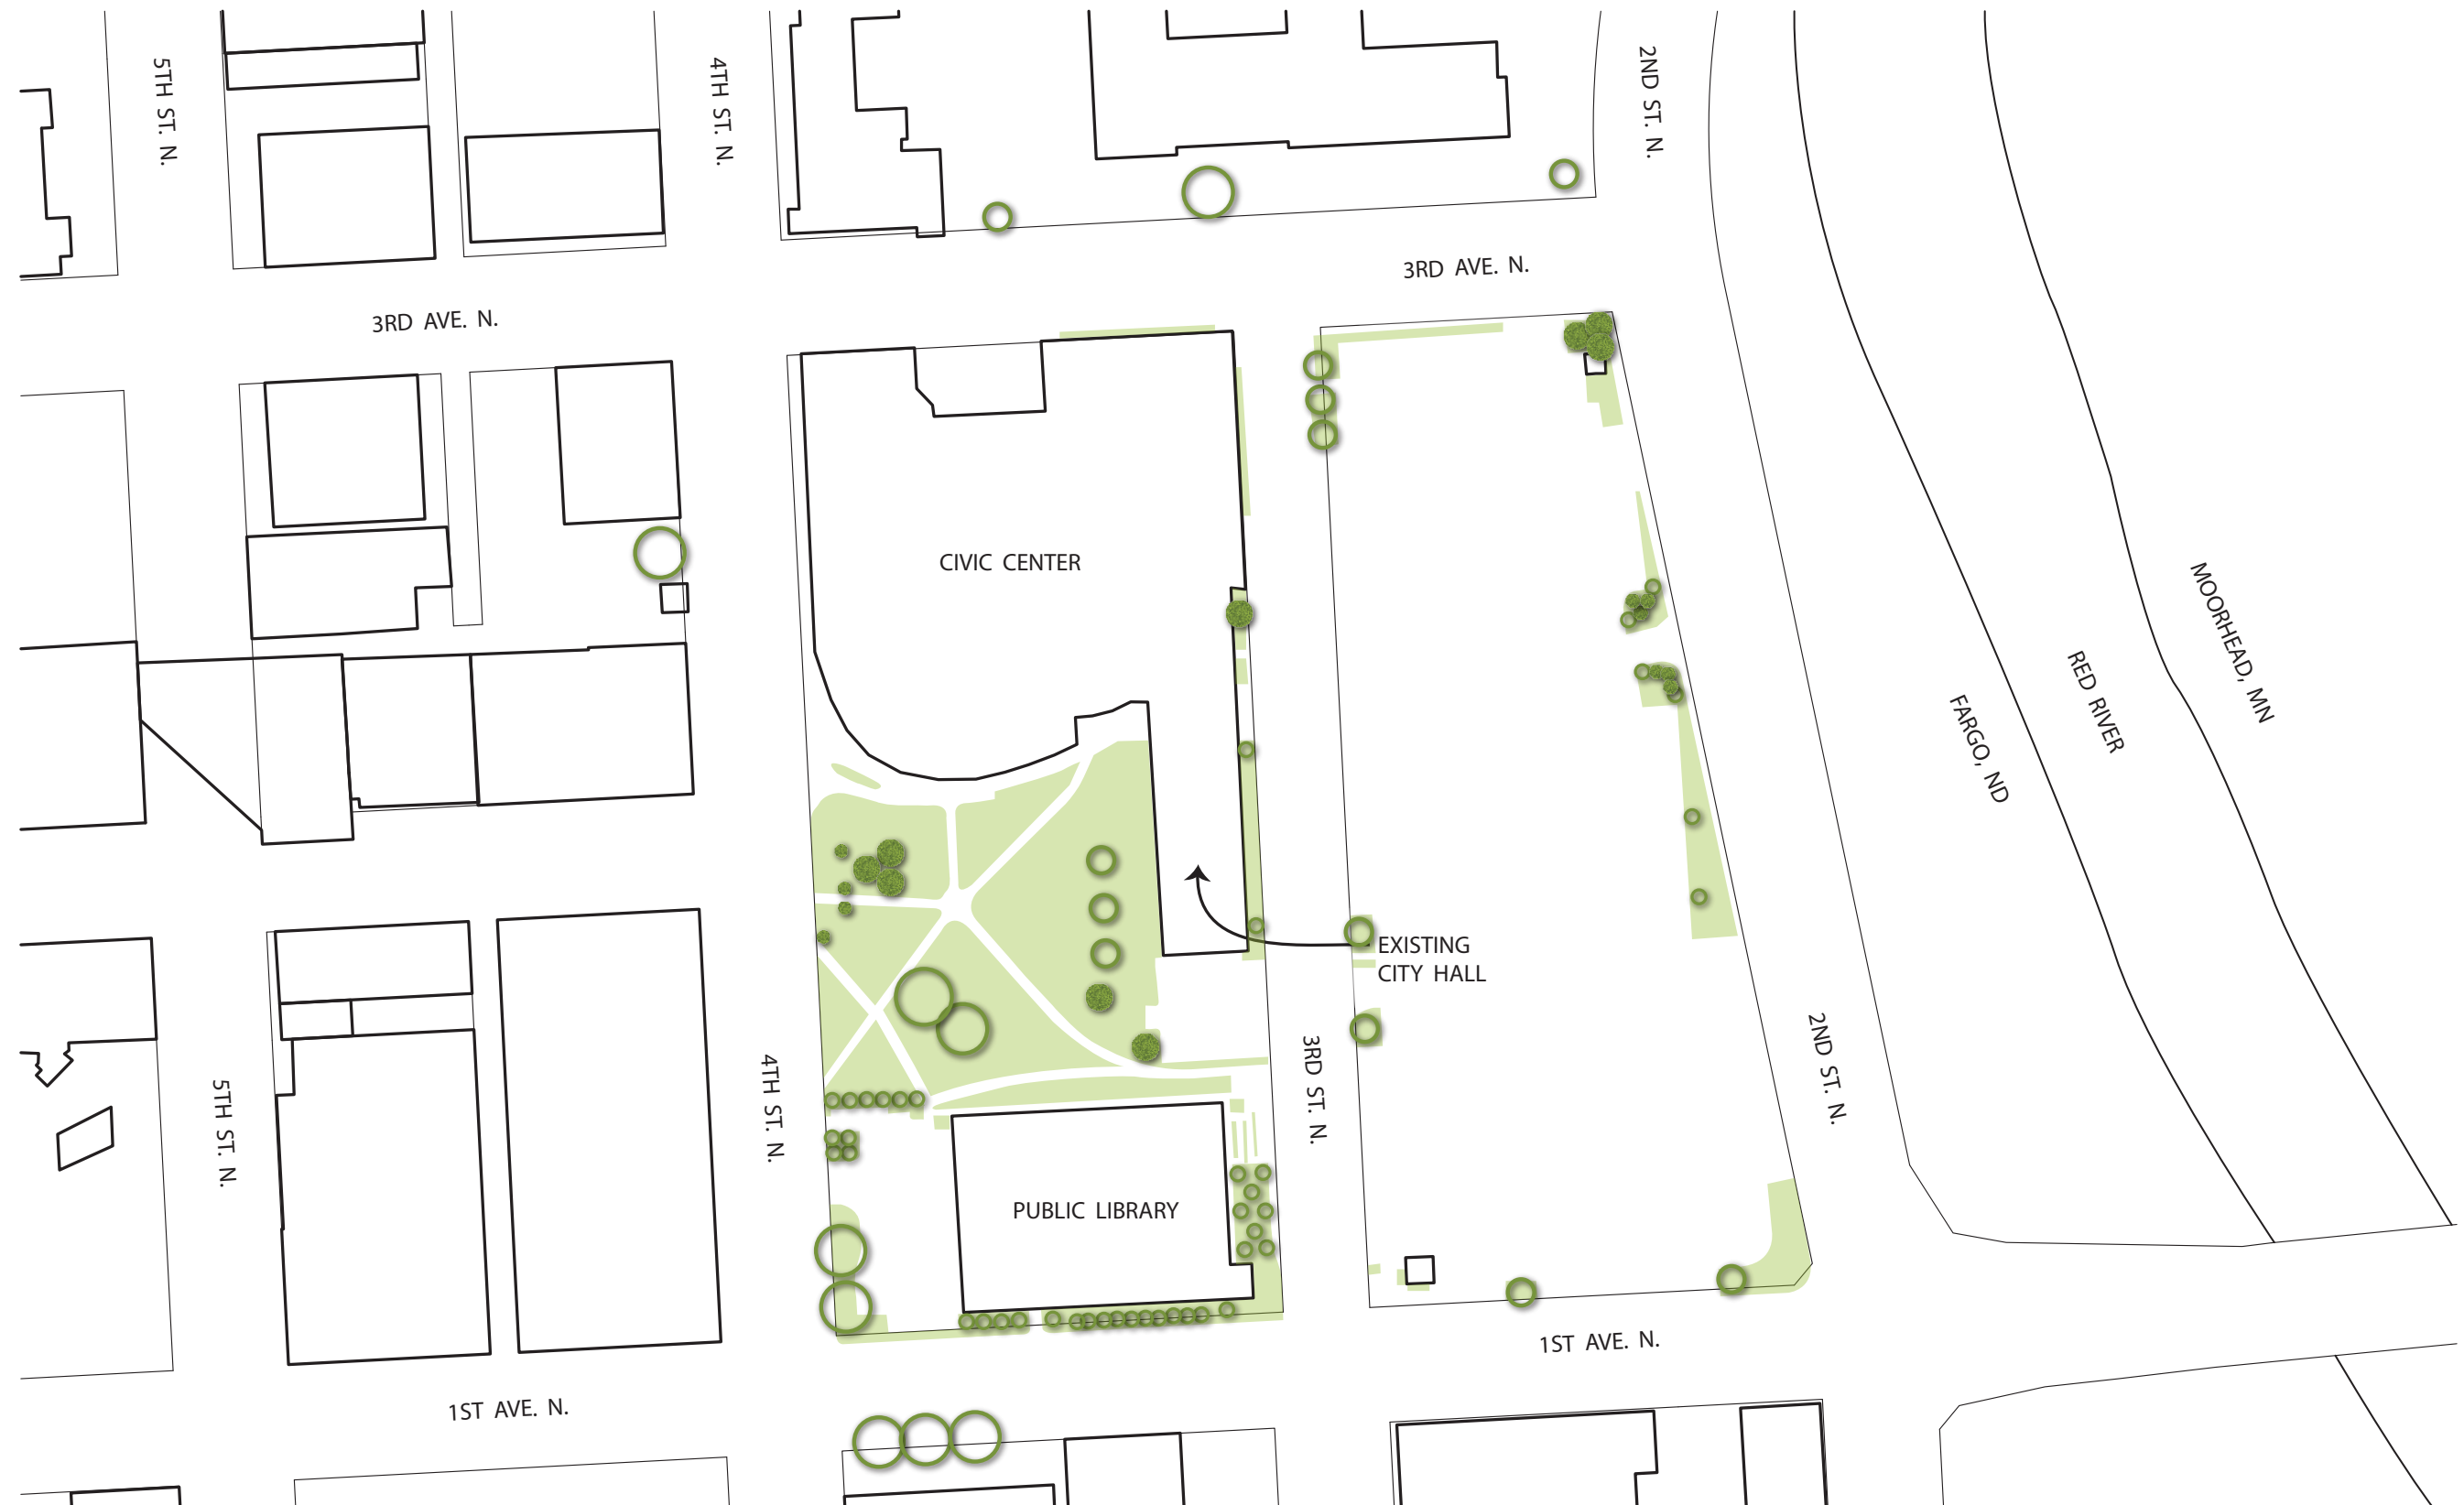 5TH ST. N.
4TH ST. N.
2ND ST. N.
3RD AVE. N.
3RD AVE. N.
CIVIC CENTER
MOORHEAD, MN
RED RIVER
FARGO, ND
EXISTING
CITY HALL
2ND ST. N.
3RD ST. N.
4TH ST. N.
5TH ST. N.
PUBLIC LIBRARY
1ST AVE. N.
1ST AVE. N.